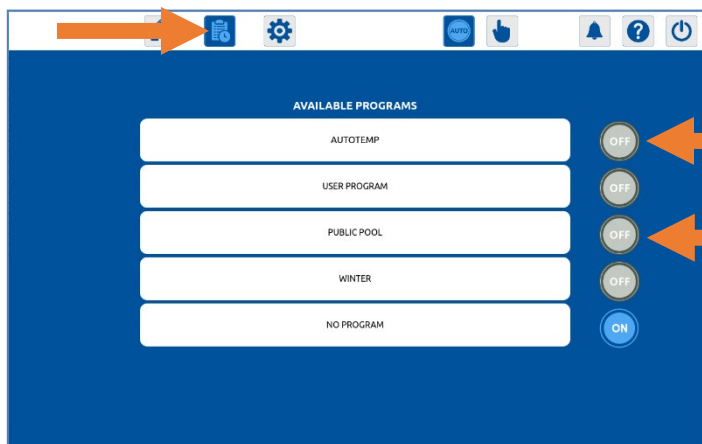 AUTO
?
AVAILABLE PROGRAMS
AUTOTEMP OFF
USER PROGRAM OFF
PUBLIC POOL OFF
WINTER OFF
NO PROGRAM ON